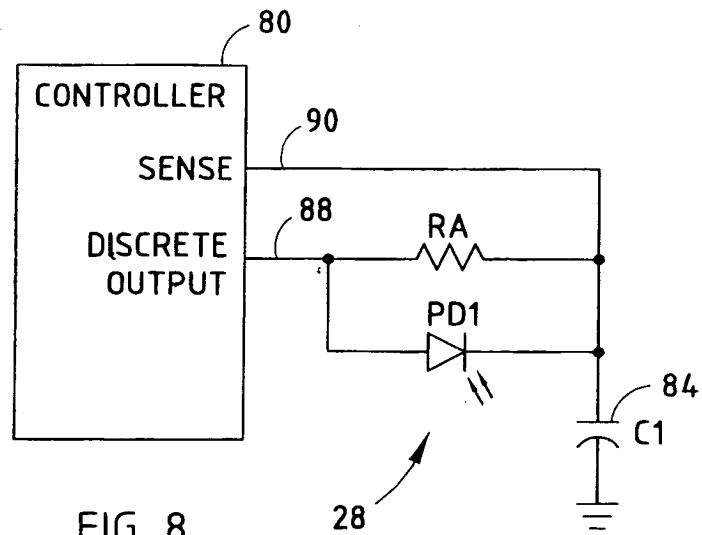 80
CONTROLLER
90
SENSE
88
RA
DISCRETE
OUTPUT
PD1
84
C1
FIG. 8
28